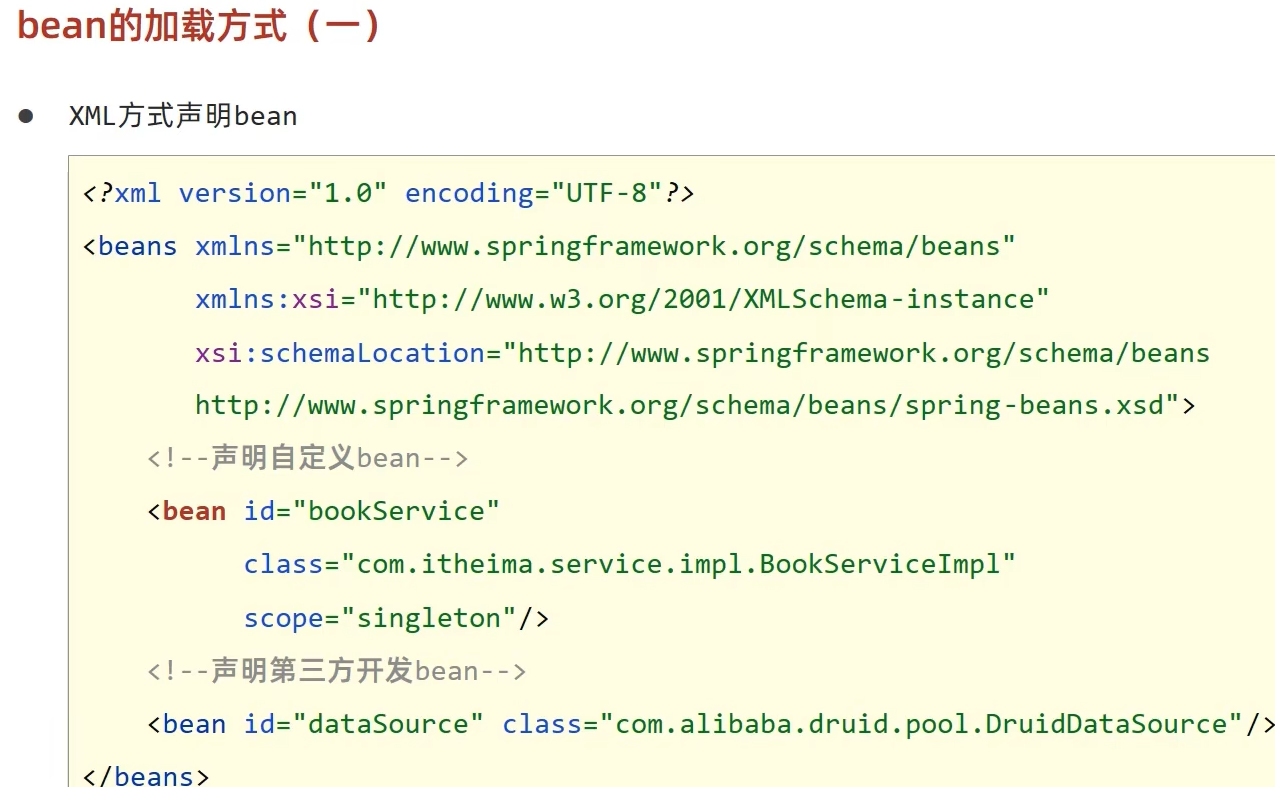 bean的加载方式（一）
● XML方式声明bean
<?xml version="1.0" encoding="UTF-8"?>
<beans xmlns="http://www.springframework.org/schema/beans"
xmlns:xsi="http://www.w3.org/2001/XMLSchema-instance"
xsi:schemaLocation="http://www.springframework.org/schema/beans
http://www.springframework.org/schema/beans/spring-beans.xsd">
<!--声明自定义bean-->
<bean id="bookService"
class="com.itheima.service.impl.BookServiceImpl"
scope="singleton"/>
<!--声明第三方开发bean-->
<bean id="dataSource" class="com.alibaba.druid.pool.DruidDataSource"/>
</beans>